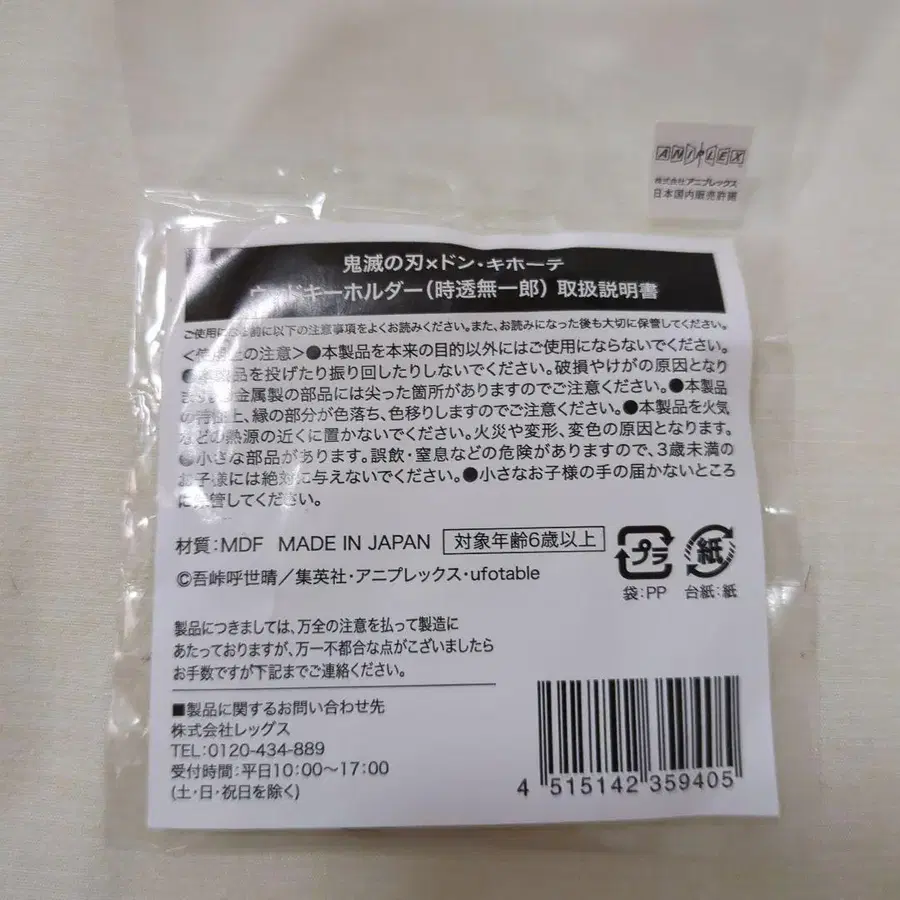 ANIPLEX
株式会社アニプレックス
日本国内販売許諾
鬼滅の刃×ドン・キホーテ
ウッドキーホルダー(時透無一郎) 取扱説明書
ご使用になる前に以下の注意事項をよくお読みください。また、お読みになった後も大切に保管してください。
<使用上の注意>●本製品を本来の目的以外にはご使用にならないでください。
●本製品を投げたり振り回したりしないでください。破損やけがの原因となり
ます。●金属製の部品には尖った箇所がありますのでご注意ください。●本製品
の特性上、縁の部分が色落ち、色移りしますのでご注意ください。●本製品を火気
などの熱源の近くに置かないでください。火災や変形、変色の原因となります。
●小さな部品があります。誤飲・窒息などの危険がありますので、3歳未満の
お子様には絶対に与えないでください。●小さなお子様の手の届かないところ
に保管してください。
材質:MDF MADE IN JAPAN 対象年齢6歳以上
プラ 紙
袋:PP 台紙:紙
©吾峠呼世晴/集英社・アニプレックス・ufotable
製品につきましては、万全の注意を払って製造に
あたっておりますが、万一不都合な点がございましたら
お手数ですが下記までご連絡ください。
■製品に関するお問い合わせ先
株式会社レッグス
TEL:0120-434-889
受付時間:平日10:00~17:00
(土・日・祝日を除く)
4 515142 359405